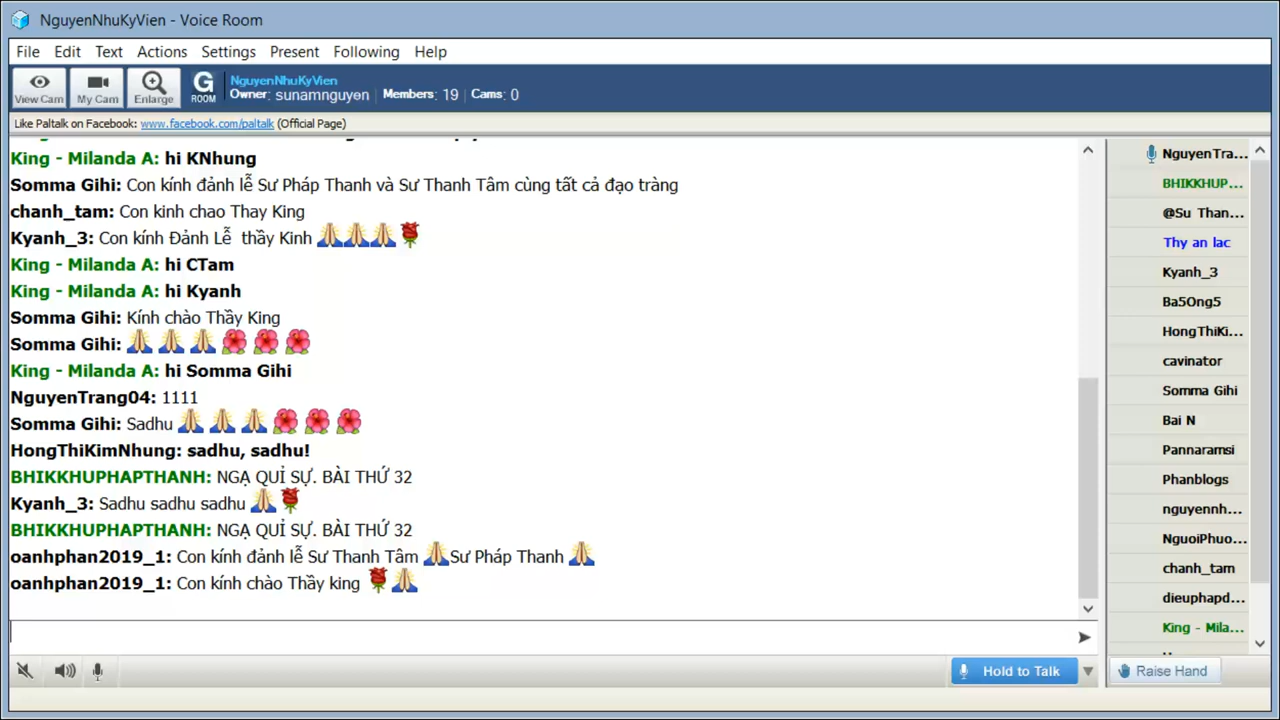 NguyenNhuKyVien - Voice Room
File Edit Text Actions Settings Present Following Help
View Cam My Cam Enlarge G ROOM
NguyenNhuKyVien
Owner: sunamnguyen Members: 19 Cams: 0
Like Paltalk on Facebook: www.facebook.com/paltalk (Official Page)
King - Milanda A: hi KNhung
Somma Gihi: Con kính đảnh lễ Sư Pháp Thanh và Sư Thanh Tâm cùng tất cả đạo tràng
chanh_tam: Con kinh chao Thay King
Kyanh_3: Con kính Đảnh Lễ thầy Kinh
King - Milanda A: hi CTam
King - Milanda A: hi Kyanh
Somma Gihi: Kính chào Thầy King
Somma Gihi:
King - Milanda A: hi Somma Gihi
NguyenTrang04: 1111
Somma Gihi: Sadhu
HongThiKimNhung: sadhu, sadhu!
BHIKKHUPHAPTHANH: NGẠ QUỈ SỰ. BÀI THỨ 32
Kyanh_3: Sadhu sadhu sadhu
BHIKKHUPHAPTHANH: NGẠ QUỈ SỰ. BÀI THỨ 32
oanhphan2019_1: Con kính đảnh lễ Sư Thanh Tâm Sư Pháp Thanh
oanhphan2019_1: Con kính chào Thầy king
NguyenTra...
BHIKKHUP...
@Su Than...
Thy an lac
Kyanh_3
Ba5Ong5
HongThiKi...
cavinator
Somma Gihi
Bai N
Pannaramsi
Phanblogs
nguyennh...
NguoiPhuo...
chanh_tam
dieuphapd...
King - Mila...
Hold to Talk
Raise Hand